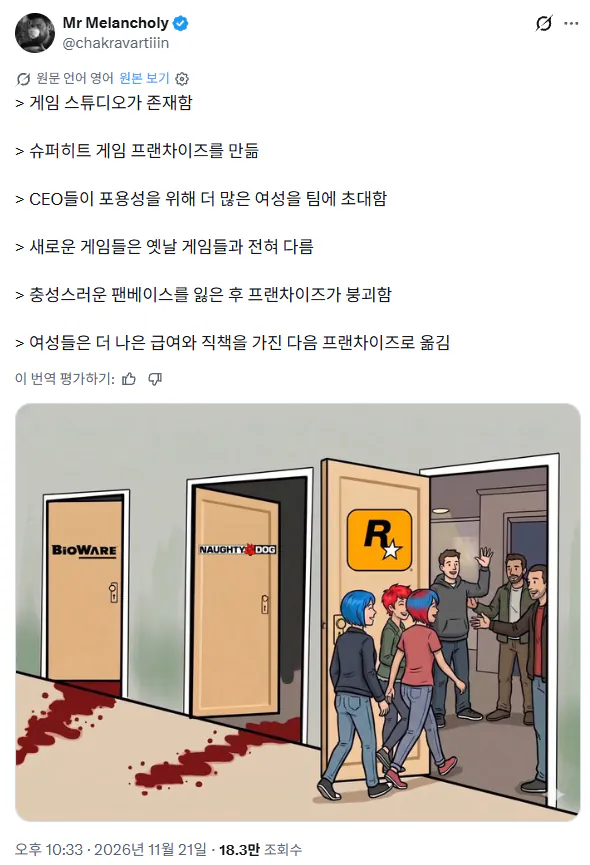 Mr Melancholy
@chakravartiiin
원문 언어 영어 원본 보기
> 게임 스튜디오가 존재함
> 슈퍼히트 게임 프랜차이즈를 만듦
> CEO들이 포용성을 위해 더 많은 여성을 팀에 초대함
> 새로운 게임들은 옛날 게임들과 전혀 다름
> 충성스러운 팬베이스를 잃은 후 프랜차이즈가 붕괴함
> 여성들은 더 나은 급여와 직책을 가진 다음 프랜차이즈로 옮김
이 번역 평가하기:
BIOWARE
NAUGHTY DOG
R
오후 10:33 · 2026년 11월 21일 · 18.3만 조회수